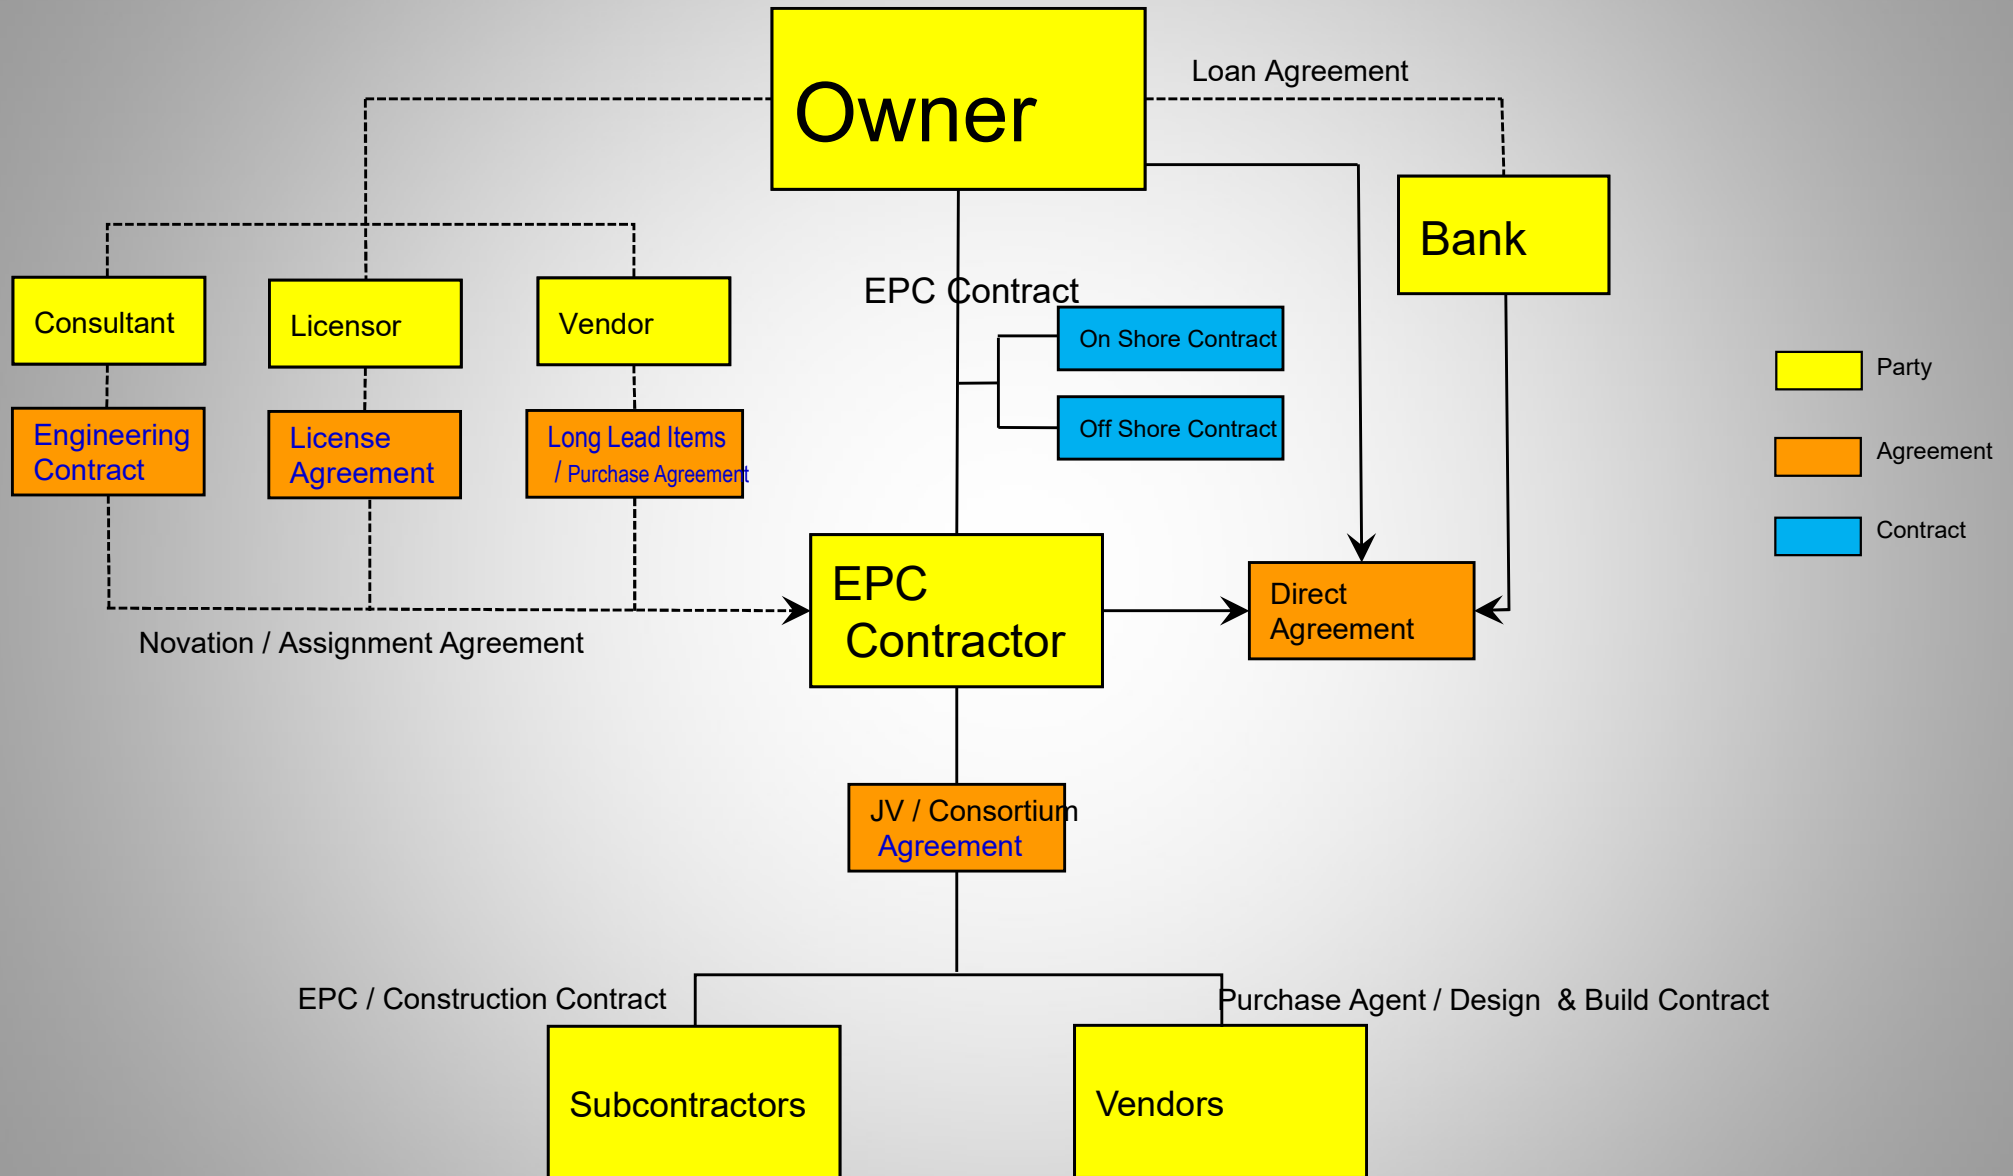 Loan Agreement
Owner
Bank
EPC Contract
Consultant
Licensor
Vendor
On Shore Contract
Party
Engineering
Contract
License
Agreement
Long Lead Items
/ Purchase Agreement
Off Shore Contract
Agreement
Contract
EPC
Contractor
Direct
Agreement
Novation / Assignment Agreement
JV / Consortium
Agreement
EPC / Construction Contract
Purchase Agent / Design & Build Contract
Subcontractors
Vendors